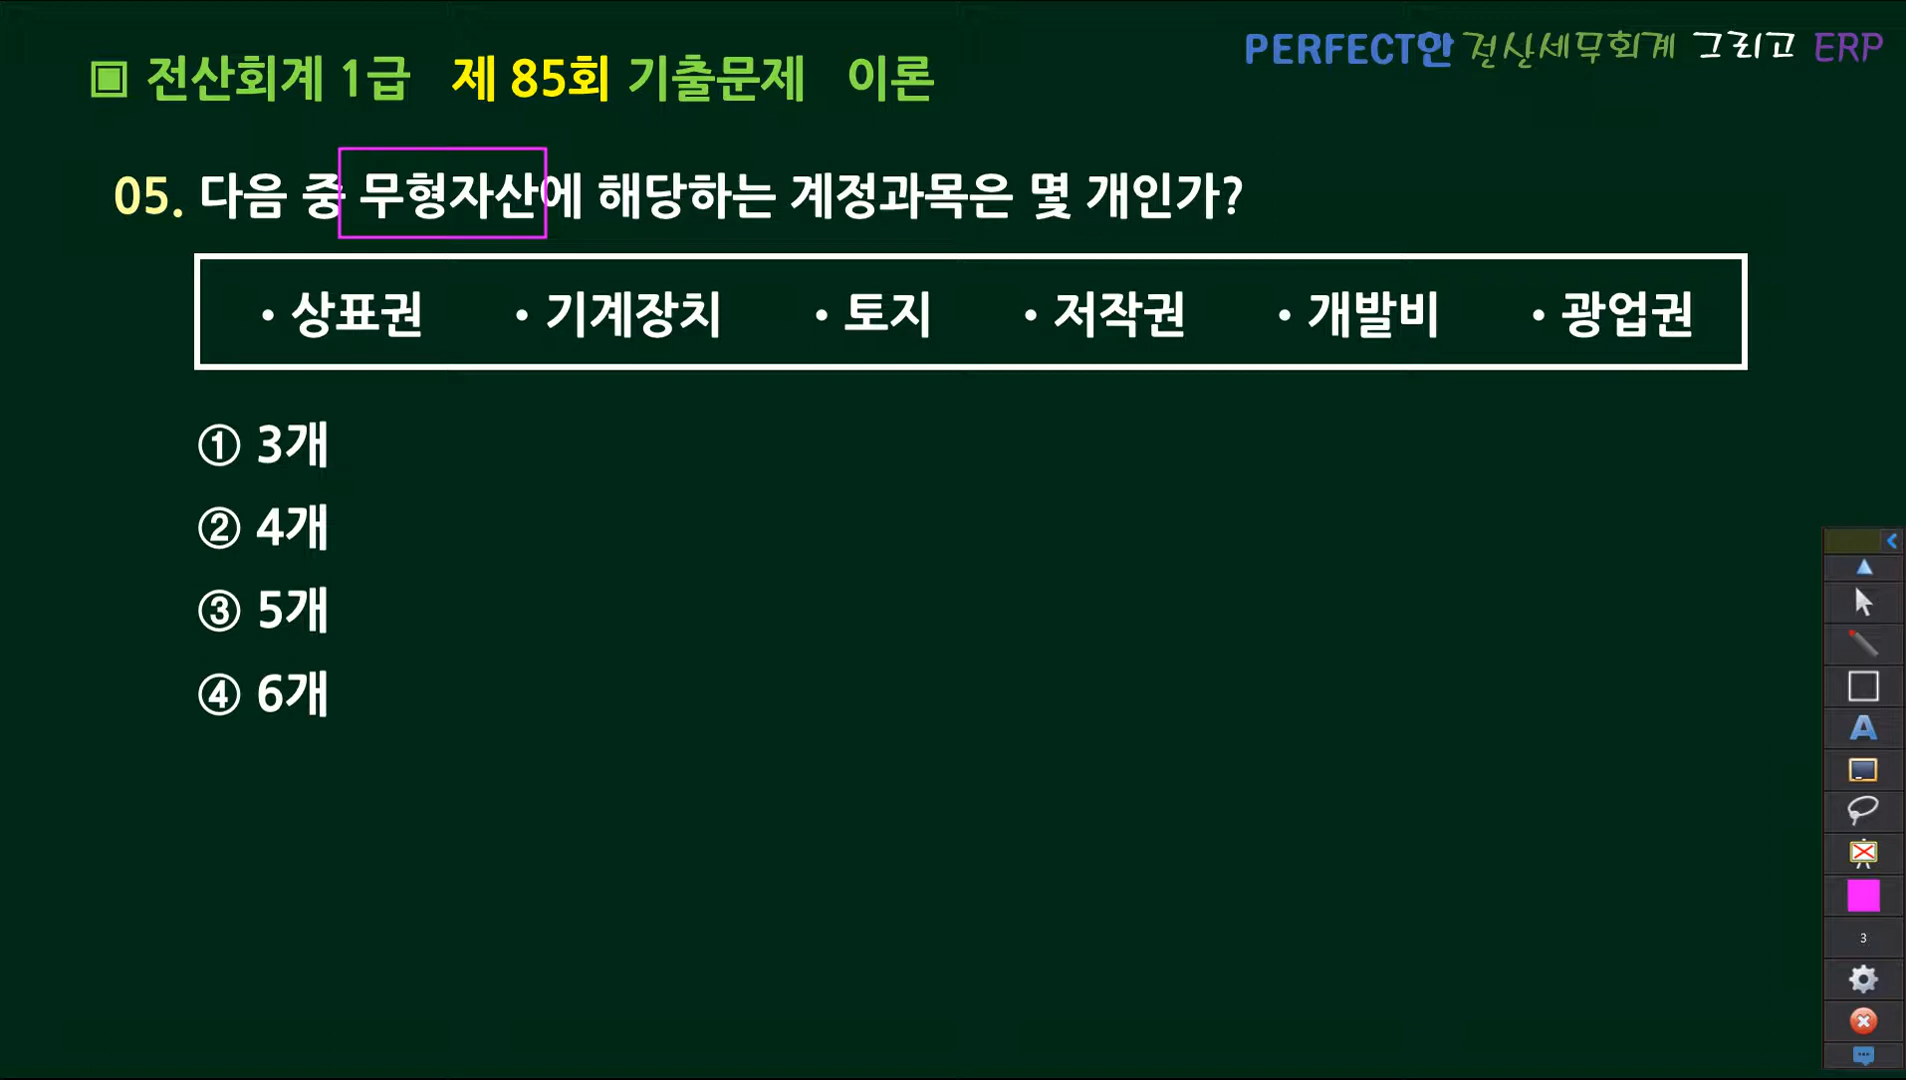 PERFECT한 전산세무회계 그리고 ERP
▣ 전산회계 1급 제 85회 기출문제 이론
05. 다음 중 무형자산에 해당하는 계정과목은 몇 개인가?
• 상표권 • 기계장치 • 토지 • 저작권 • 개발비 • 광업권
① 3개
② 4개
③ 5개
④ 6개
A
3